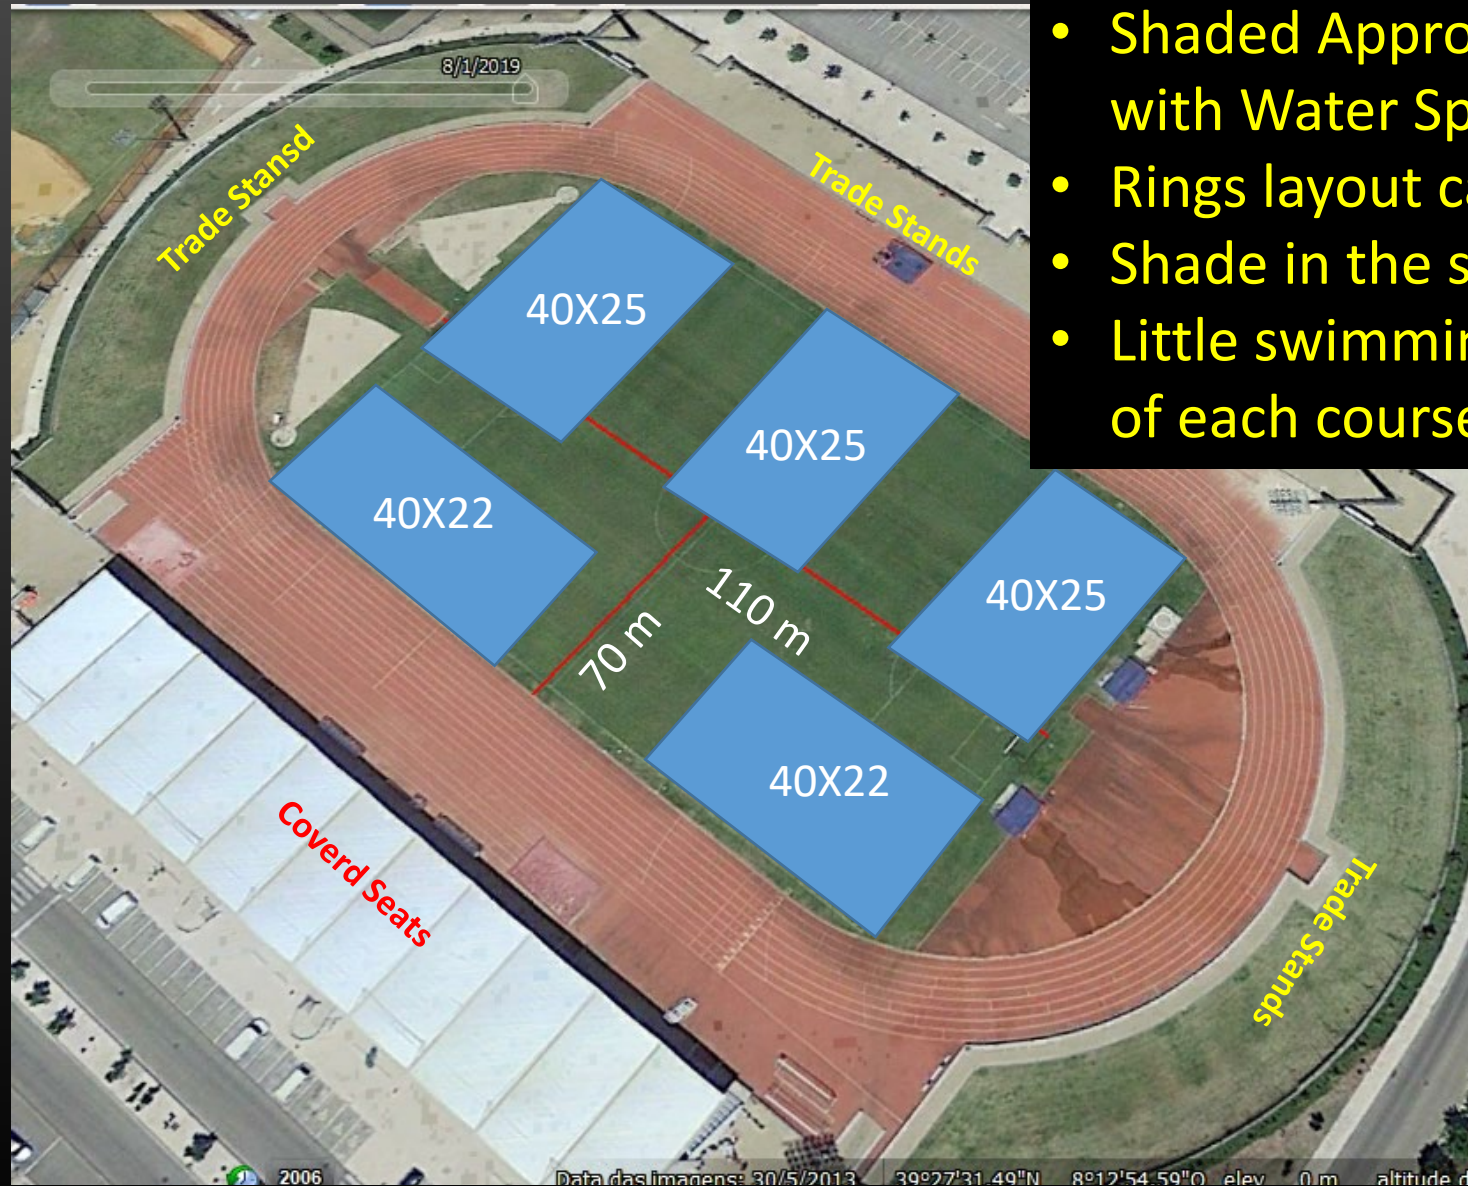 8/1/2019
• Shaded Appro
with Water Sp
• Rings layout ca
• Shade in the s
• Little swimmin
of each course
Trade Stansd
Trade Stands
40X25
40X25
40X22
40X25
110 m
70 m
40X22
Coverd Seats
Trade Stands
2006
Data das imagens: 30/5/2013 39°27'31.49"N 8°12'54.59"O elev 0 m altitude d